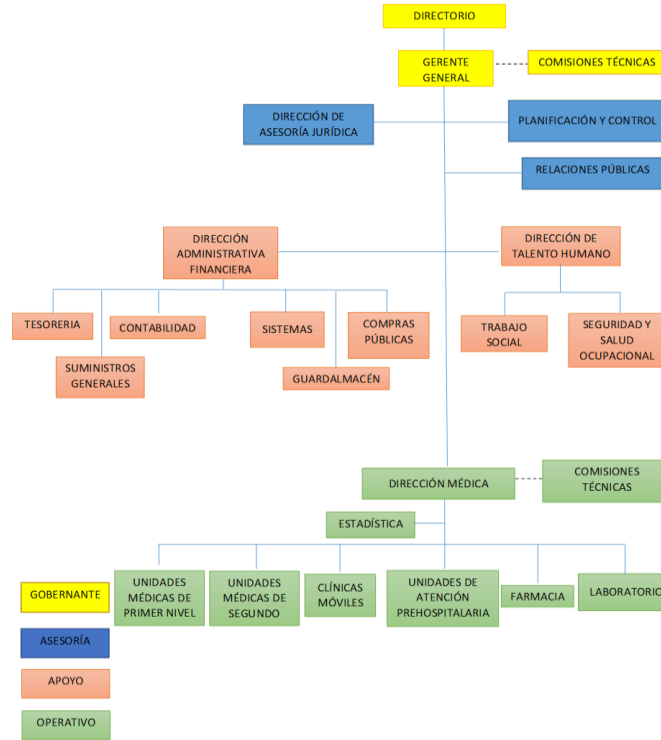 DIRECTORIO
GERENTE
GENERAL
COMISIONES TÉCNICAS
DIRECCIÓN DE
ASESORÍA JURÍDICA
PLANIFICACIÓN Y CONTROL
RELACIONES PÚBLICAS
DIRECCIÓN
ADMINISTRATIVA
FINANCIERA
DIRECCIÓN DE
TALENTO HUMANO
TESORERIA
CONTABILIDAD
SISTEMAS
COMPRAS
PÚBLICAS
SUMINISTROS
GENERALES
GUARDALMACÉN
TRABAJO
SOCIAL
SEGURIDAD Y
SALUD
OCUPACIONAL
DIRECCIÓN MÉDICA
COMISIONES
TÉCNICAS
ESTADÍSTICA
UNIDADES
MÉDICAS DE
PRIMER NIVEL
UNIDADES
MÉDICAS DE
SEGUNDO
CLÍNICAS
MÓVILES
UNIDADES DE
ATENCIÓN
PREHOSPITALARIA
FARMACIA
LABORATORIO
GOBERNANTE
ASESORÍA
APOYO
OPERATIVO